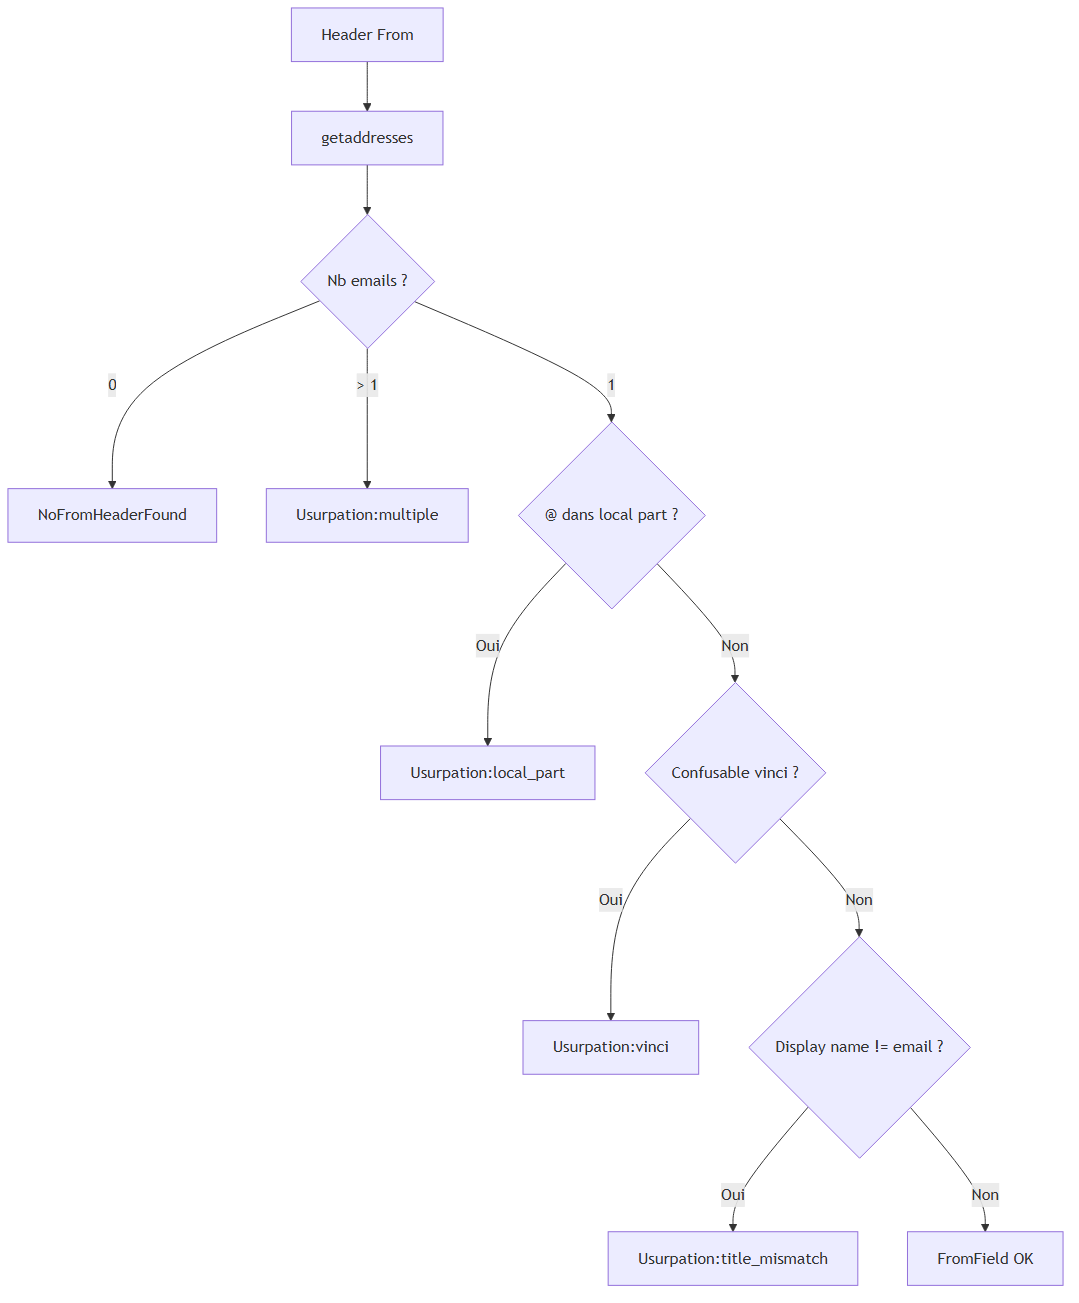 Header From
getaddresses
Nb emails ?
0
> 1
1
NoFromHeaderFound
Usurpation:multiple
@ dans local part ?
Oui
Non
Usurpation:local_part
Confusable vinci ?
Oui
Non
Usurpation:vinci
Display name != email ?
Oui
Non
Usurpation:title_mismatch
FromField OK